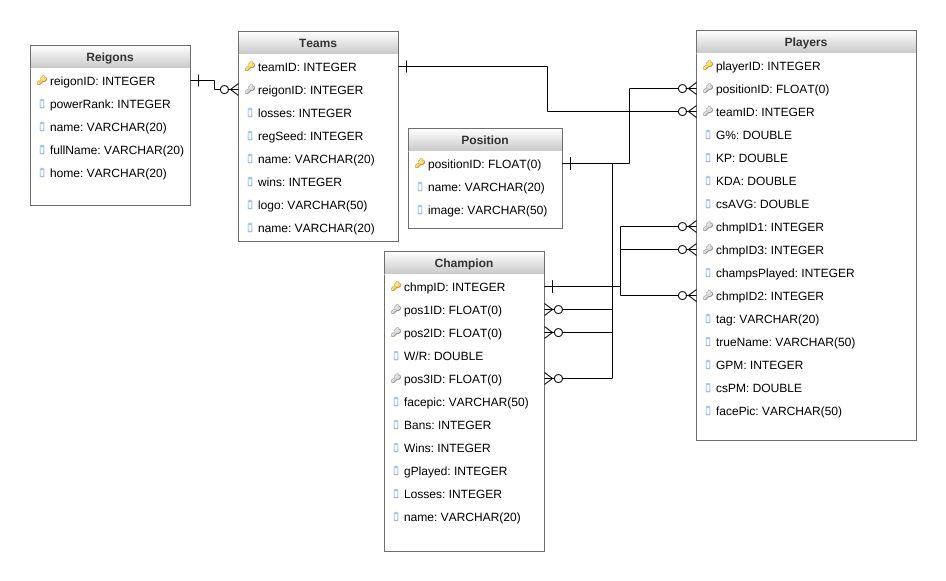 Reigons
reigonID: INTEGER
powerRank: INTEGER
name: VARCHAR(20)
fullName: VARCHAR(20)
home: VARCHAR(20)
Teams
teamID: INTEGER
reigonID: INTEGER
losses: INTEGER
regSeed: INTEGER
name: VARCHAR(20)
wins: INTEGER
logo: VARCHAR(50)
name: VARCHAR(20)
Position
positionID: FLOAT(0)
name: VARCHAR(20)
image: VARCHAR(50)
Champion
chmpID: INTEGER
pos1ID: FLOAT(0)
pos2ID: FLOAT(0)
W/R: DOUBLE
pos3ID: FLOAT(0)
facepic: VARCHAR(50)
Bans: INTEGER
Wins: INTEGER
gPlayed: INTEGER
Losses: INTEGER
name: VARCHAR(20)
Players
playerID: INTEGER
positionID: FLOAT(0)
teamID: INTEGER
G%: DOUBLE
KP: DOUBLE
KDA: DOUBLE
csAVG: DOUBLE
chmpID1: INTEGER
chmpID3: INTEGER
champsPlayed: INTEGER
chmpID2: INTEGER
tag: VARCHAR(20)
trueName: VARCHAR(50)
GPM: INTEGER
csPM: DOUBLE
facePic: VARCHAR(50)